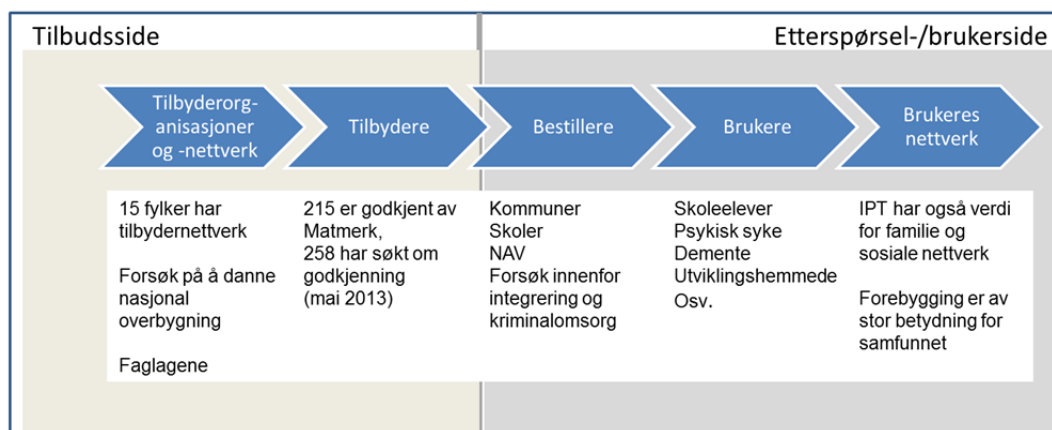 Tilbudsside
Etterspørsel-/brukerside
Tilbyderorg-
anisasjoner
og -nettverk
Tilbydere
Bestillere
Brukere
Brukeres
nettverk
15 fylker har
tilbydernettverk
Forsøk på å danne
nasjonal
overbygning
Faglagene
215 er godkjent av
Matmerk,
258 har søkt om
godkjenning
(mai 2013)
Kommuner
Skoler
NAV
Forsøk innenfor
integrering og
kriminalomsorg
Skoleelever
Psykisk syke
Demente
Utviklingshemmede
Osv.
IPT har også verdi
for familie og
sosiale nettverk
Forebygging er av
stor betydning for
samfunnet